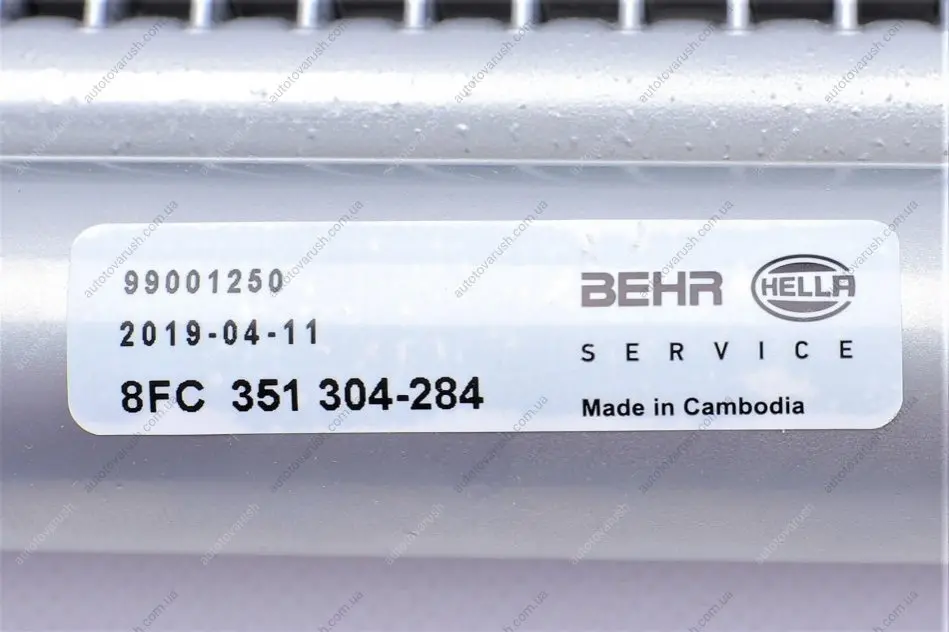 99001250
2019-04-11
8FC 351 304-284
BEHR HELLA
SERVICE
Made in Cambodia
autotovarush.com.ua